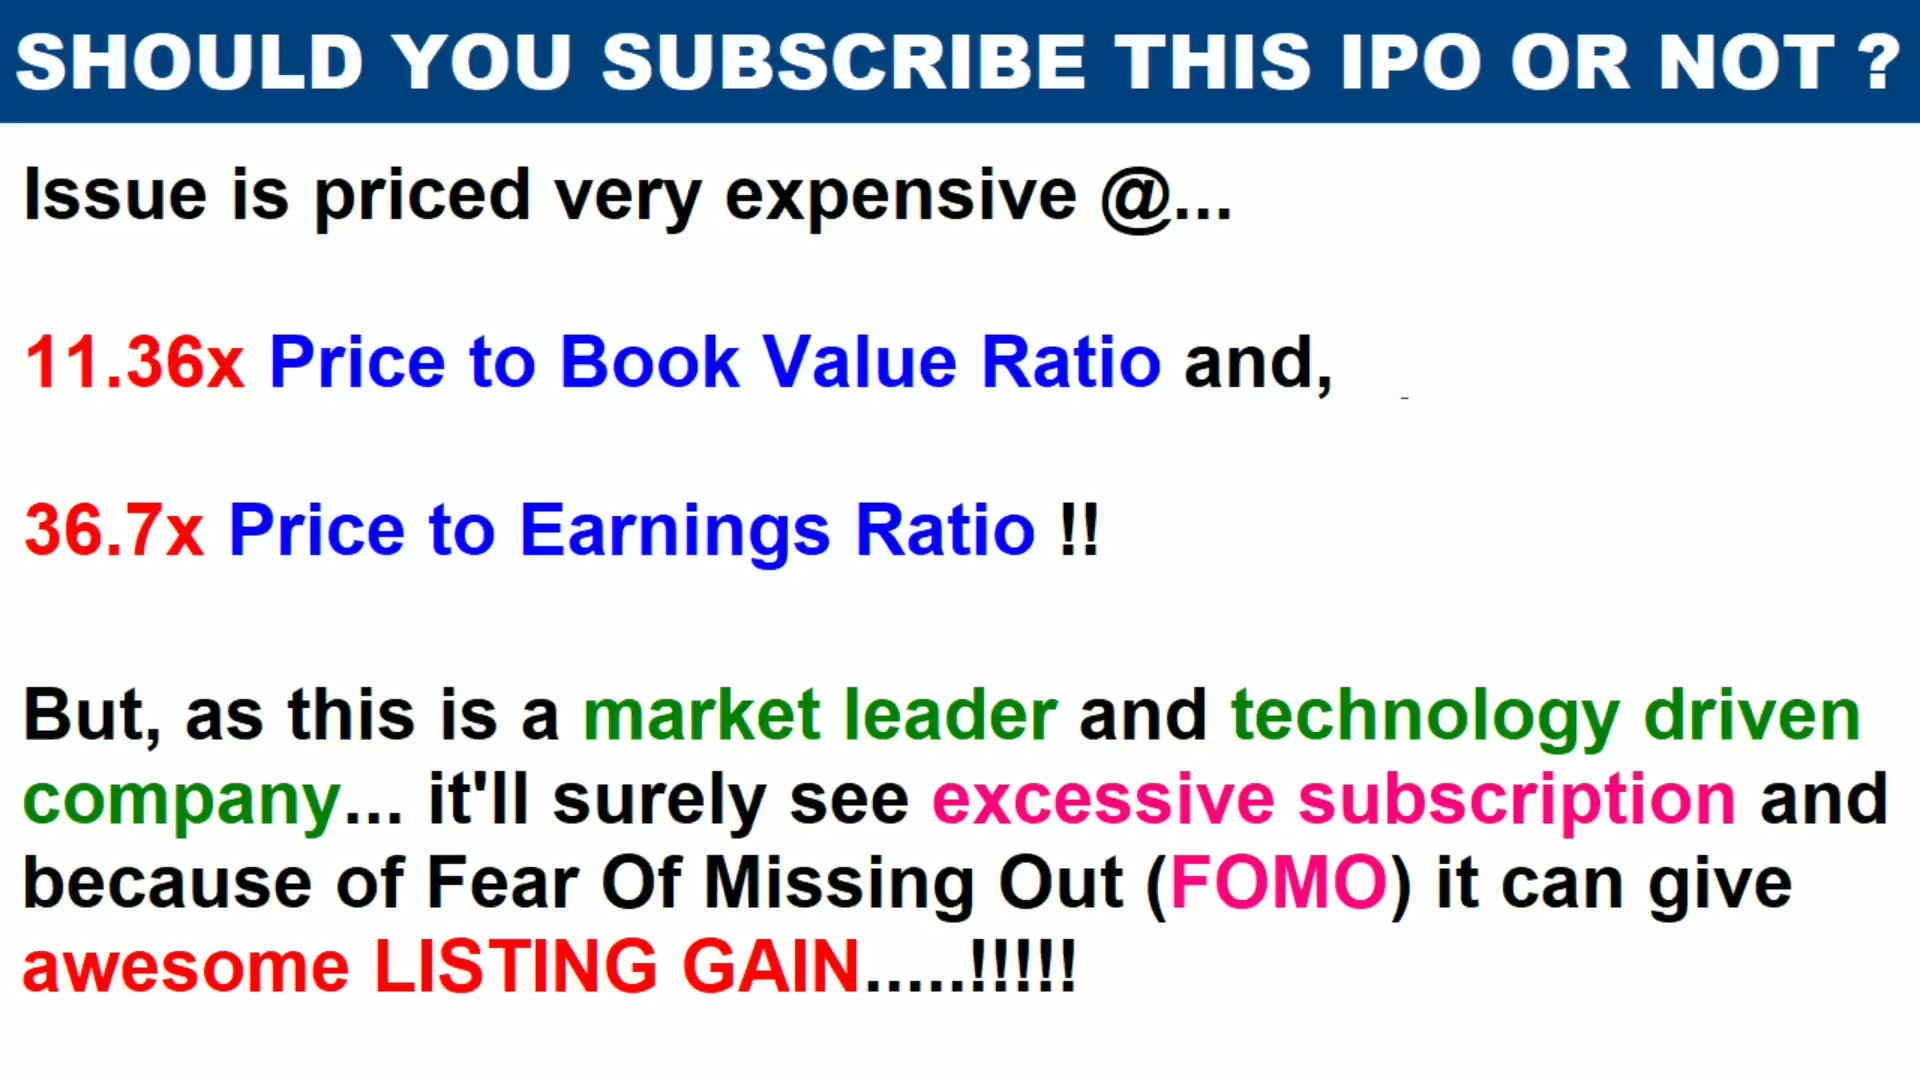 SHOULD YOU SUBSCRIBE THIS IPO OR NOT ?
Issue is priced very expensive @...
11.36x Price to Book Value Ratio and,
36.7x Price to Earnings Ratio !!
But, as this is a market leader and technology driven
company... it'll surely see excessive subscription and
because of Fear Of Missing Out (FOMO) it can give
awesome LISTING GAIN.....!!!!!